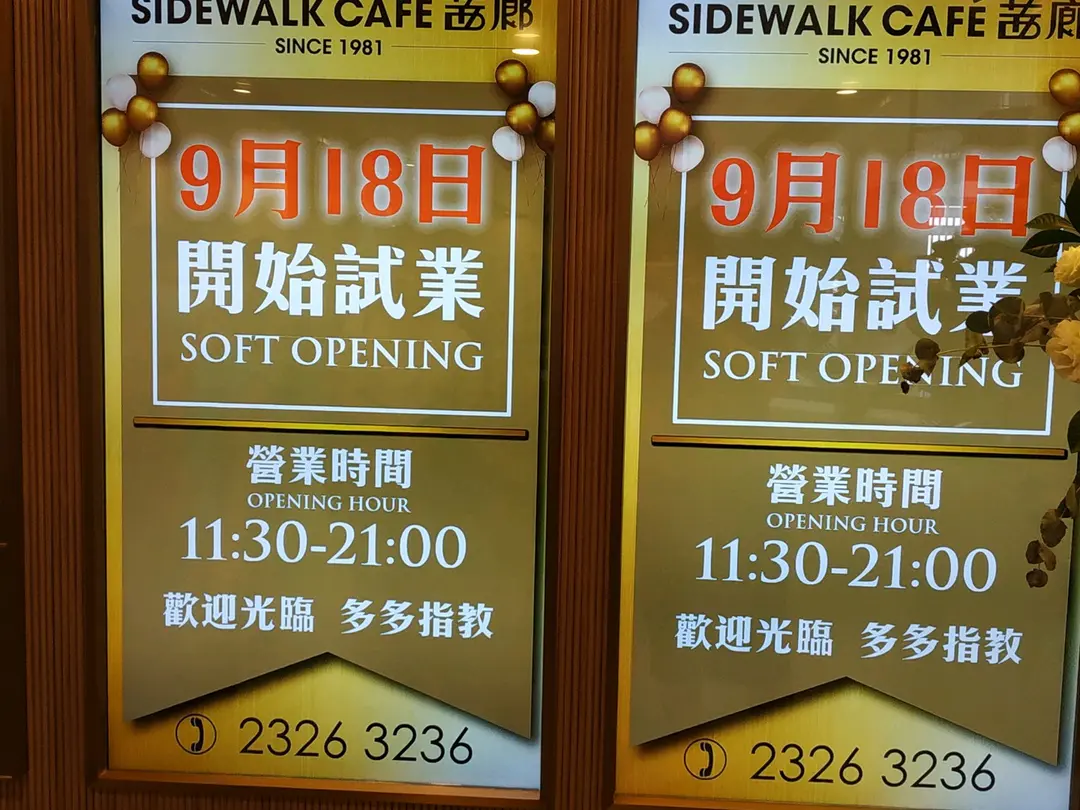 SIDEWALK CAFE 茜廊
SINCE 1981
9月18日
開始試業
SOFT OPENING
營業時間
OPENING HOUR
11:30-21:00
歡迎光臨 多多指教
2326 3236
SIDEWALK CAFE 茜廊
SINCE 1981
9月18日
開始試業
SOFT OPENING
營業時間
OPENING HOUR
11:30-21:00
歡迎光臨 多多指教
2326 3236